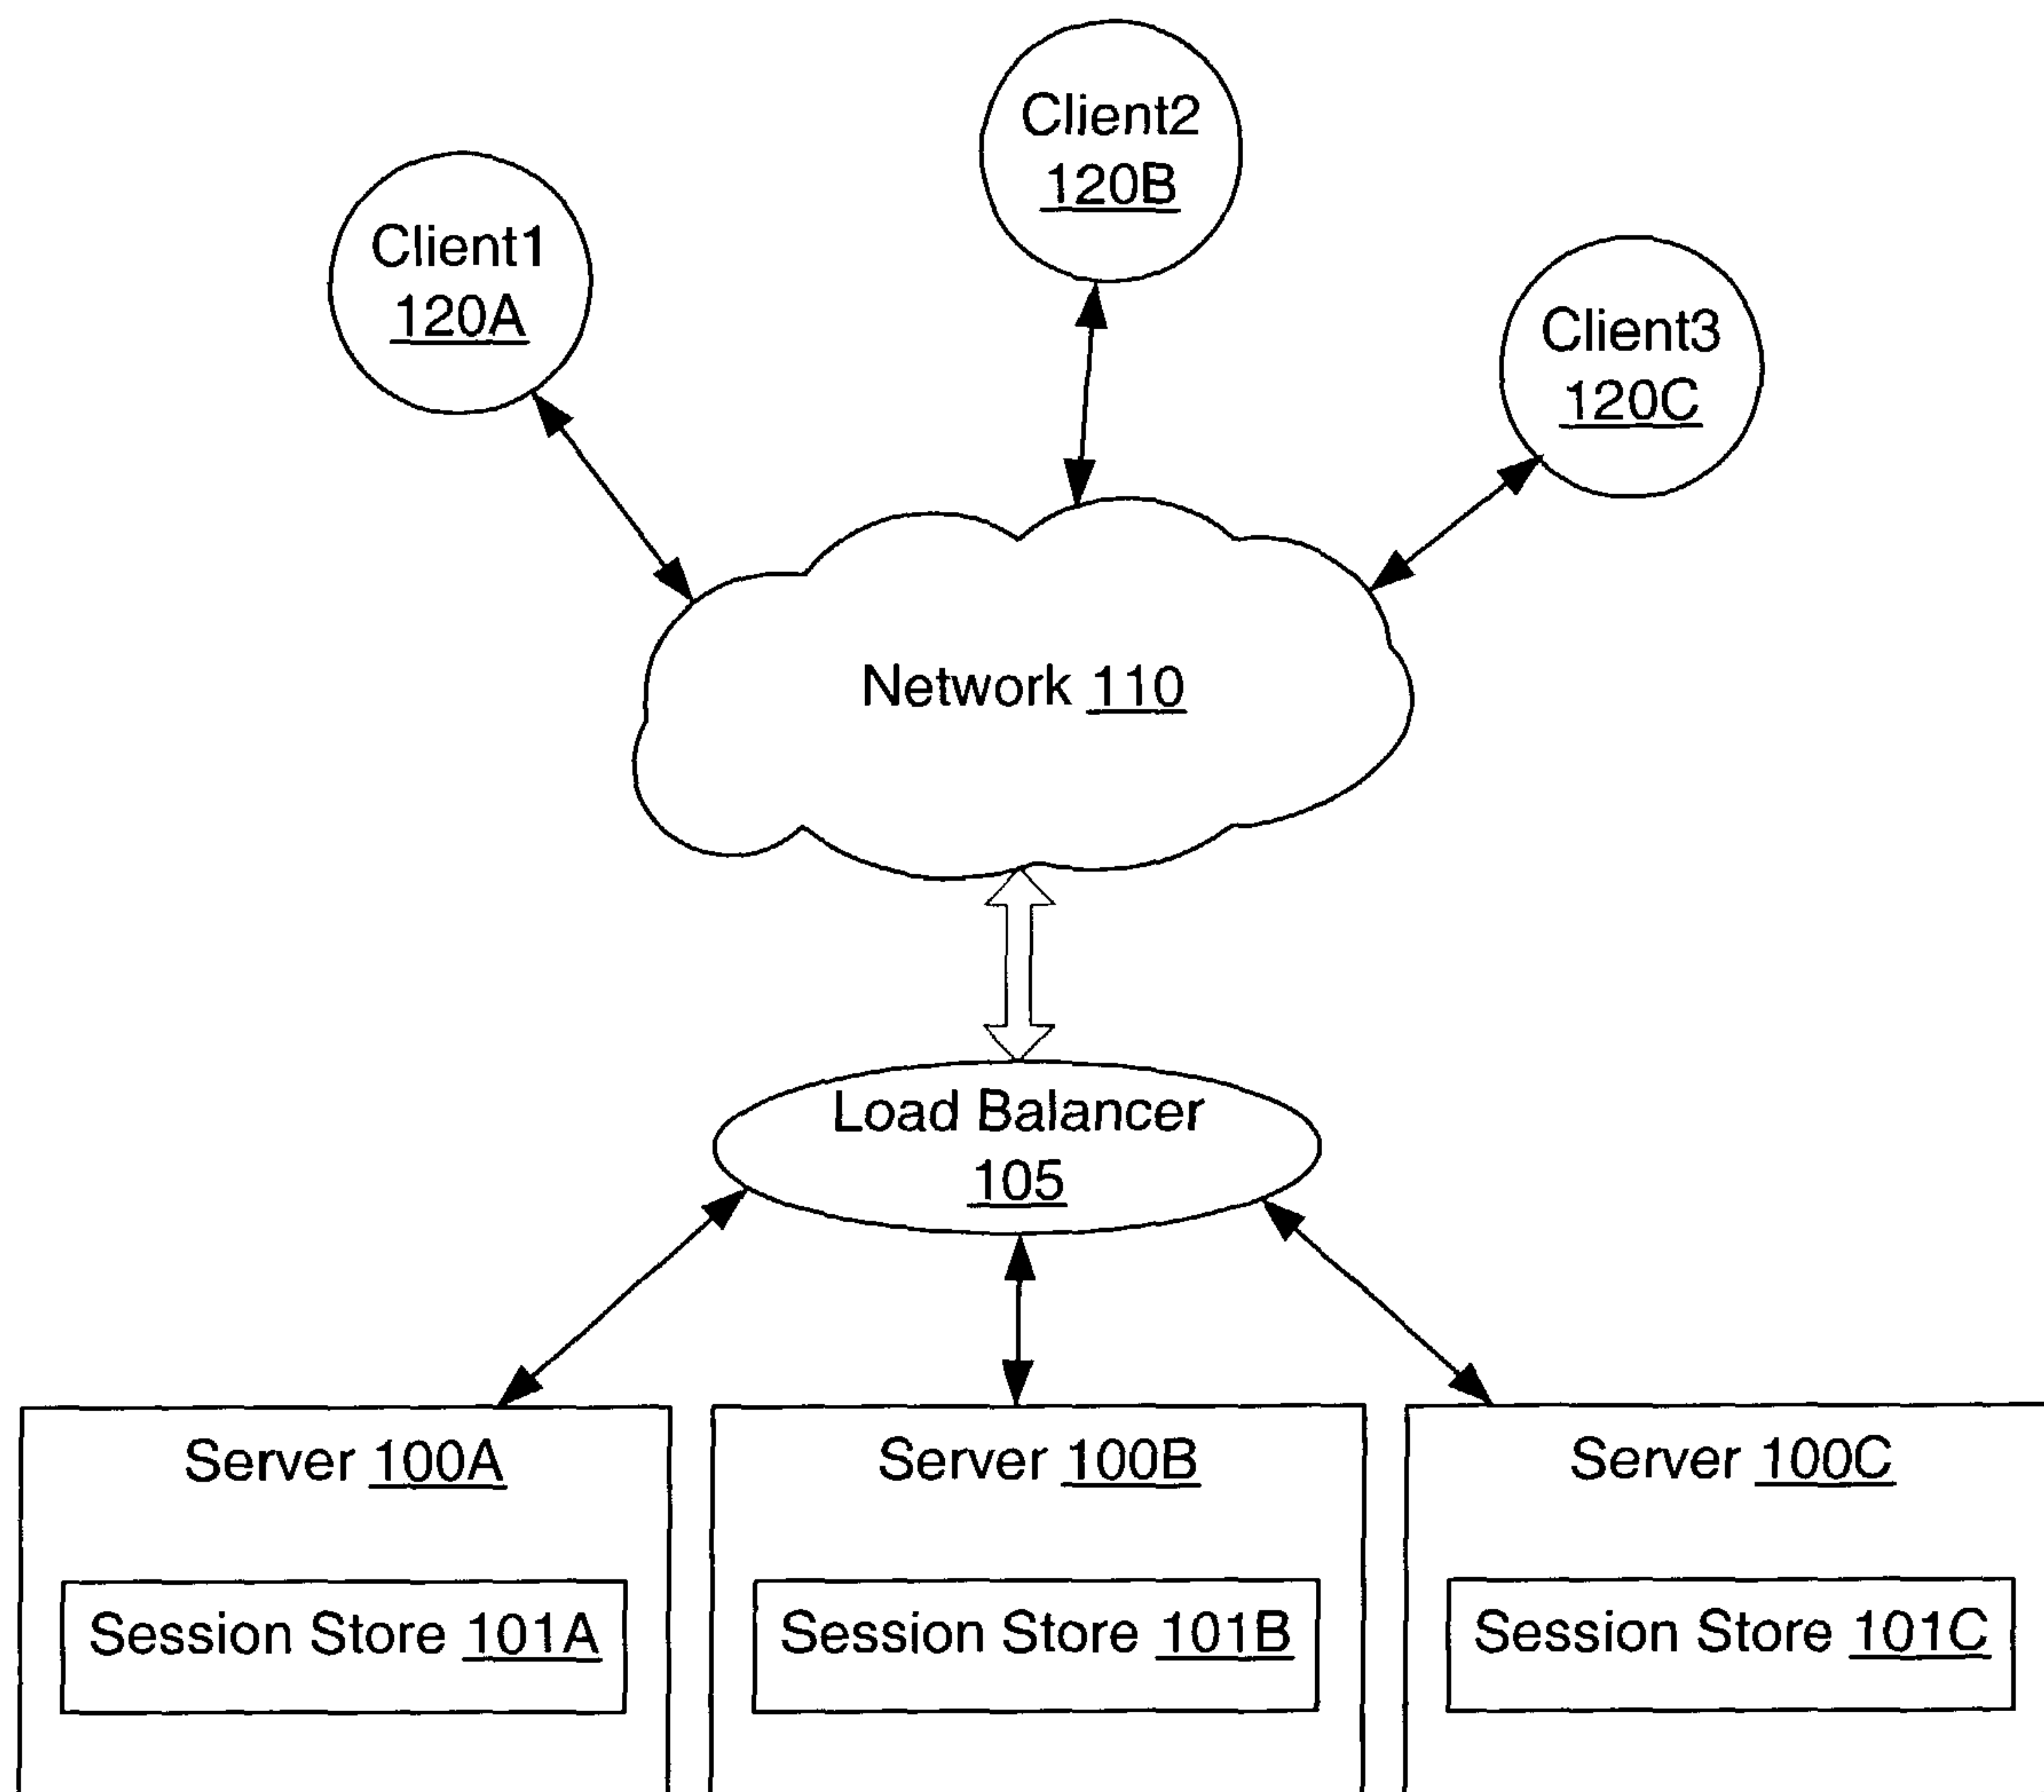 Client2
120B
Client1
120A
Client3
120C
Network 110
Load Balancer
105
Server 100A
Server 100B
Server 100C
Session Store 101A
Session Store 101B
Session Store 101C